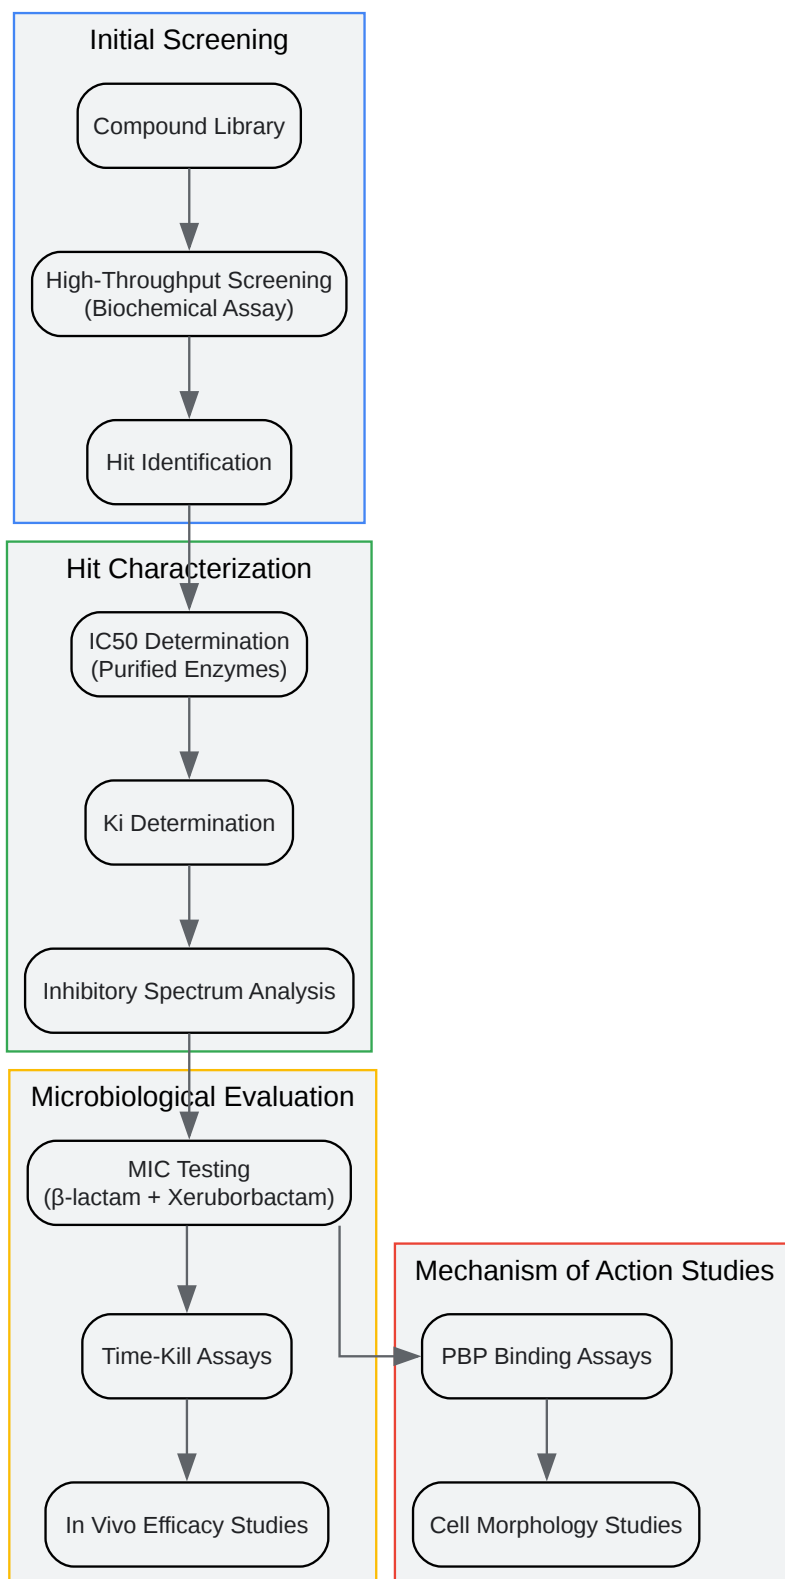 Initial Screening
Compound Library
High-Throughput Screening
(Biochemical Assay)
Hit Identification
Hit Characterization
IC50 Determination
(Purified Enzymes)
Ki Determination
Inhibitory Spectrum Analysis
Microbiological Evaluation
MIC Testing
(β-lactam + Xeruborbactam)
Time-Kill Assays
In Vivo Efficacy Studies
Mechanism of Action Studies
PBP Binding Assays
Cell Morphology Studies